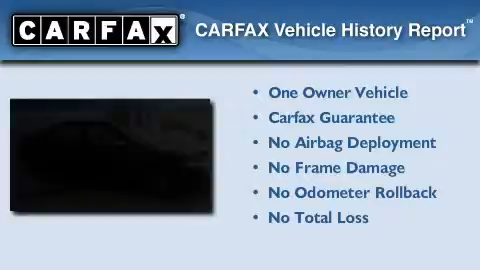 CARFAX® CARFAX Vehicle History Report™
• One Owner Vehicle
• Carfax Guarantee
• No Airbag Deployment
• No Frame Damage
• No Odometer Rollback
• No Total Loss